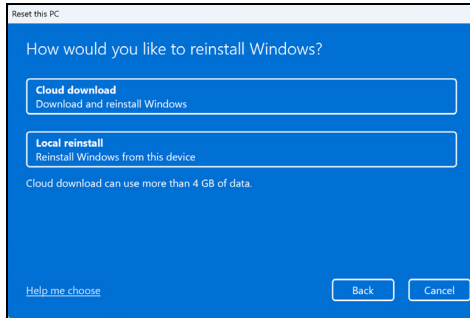 Reset this PC
How would you like to reinstall Windows?
Cloud download
Download and reinstall Windows
Local reinstall
Reinstall Windows from this device
Cloud download can use more than 4 GB of data.
Help me choose
Back
Cancel